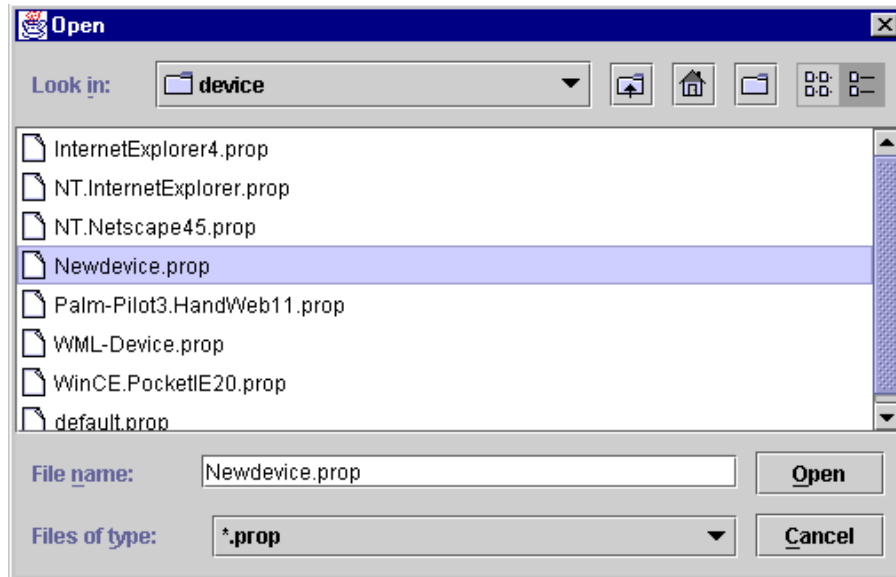 Open
Look in: device
InternetExplorer4.prop
NT.InternetExplorer.prop
NT.Netscape45.prop
Newdevice.prop
Palm-Pilot3.HandWeb11.prop
WML-Device.prop
WinCE.PocketIE20.prop
default.prop
File name: Newdevice.prop Open
Files of type: *.prop Cancel